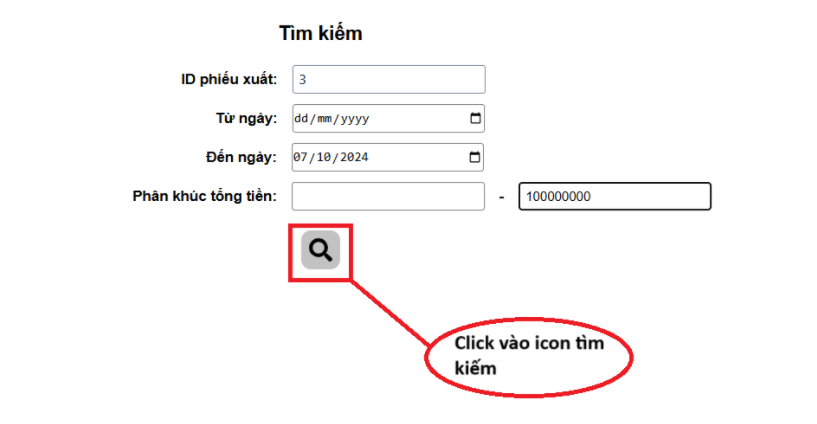 Tìm kiếm
ID phiếu xuất: 3
Từ ngày: dd/mm/yyyy
Đến ngày: 07/10/2024
Phân khúc tổng tiền: - 100000000
Click vào icon tìm
kiếm